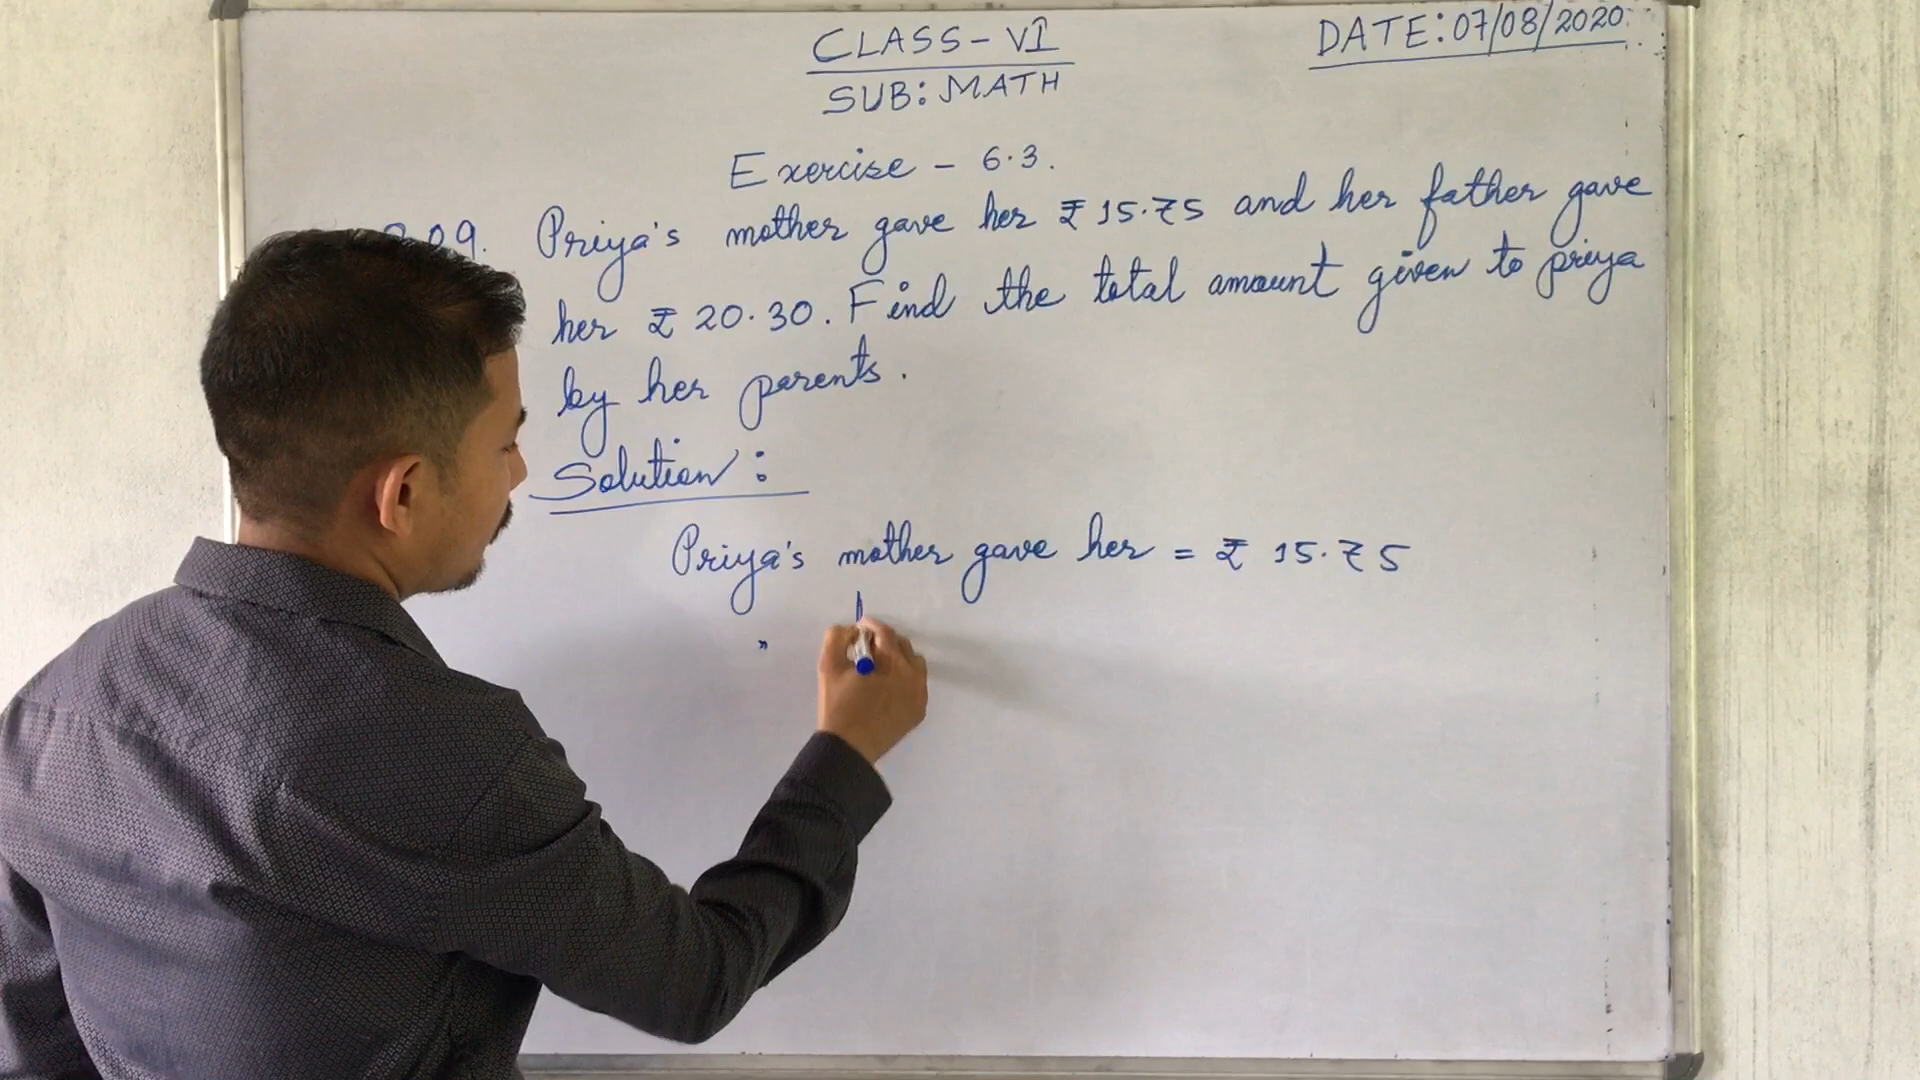 CLASS-VI
DATE:07/08/2020
SUB:MATH
Exercise - 6.3.
09. Priya's mother gave her ₹ 15.75 and her father gave
her ₹ 20.30. Find the total amount given to priya
by her parents.
Solution:
Priya's mother gave her = ₹ 15.75
"